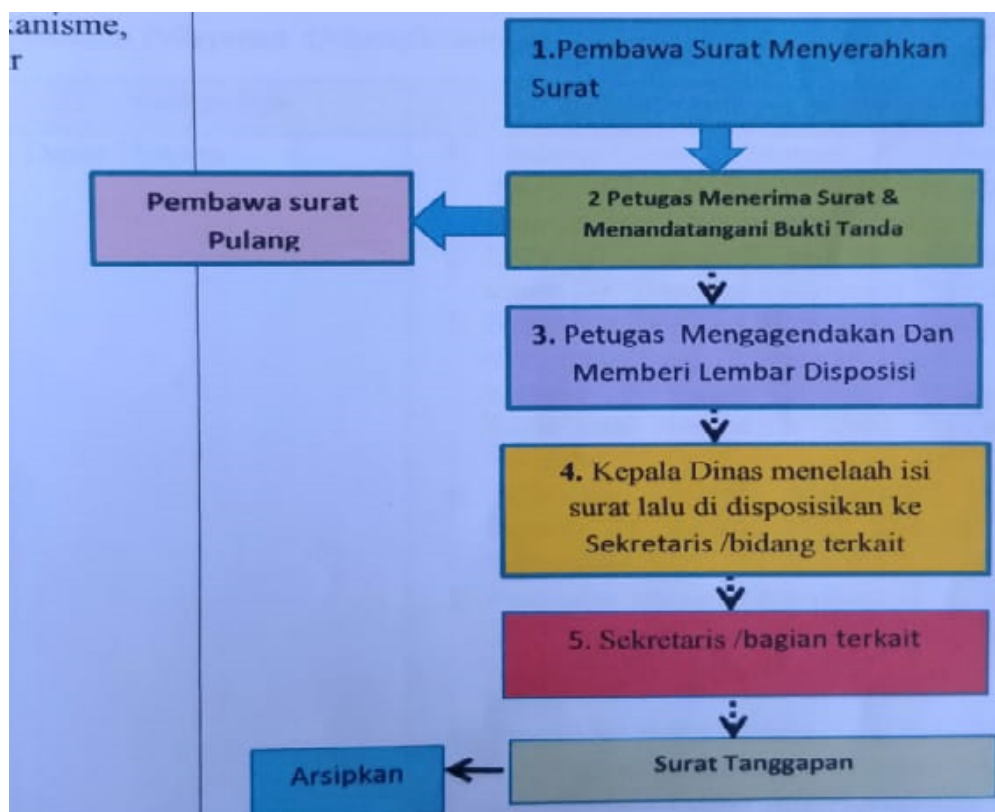 kanisme,
r
1.Pembawa Surat Menyerahkan
Surat
Pembawa surat
Pulang
2 Petugas Menerima Surat &
Menandatangani Bukti Tanda
3. Petugas Mengagendakan Dan
Memberi Lembar Disposisi
4. Kepala Dinas menelaah isi
surat lalu di disposisikan ke
Sekretaris /bidang terkait
5. Sekretaris /bagian terkait
Surat Tanggapan
Arsipkan